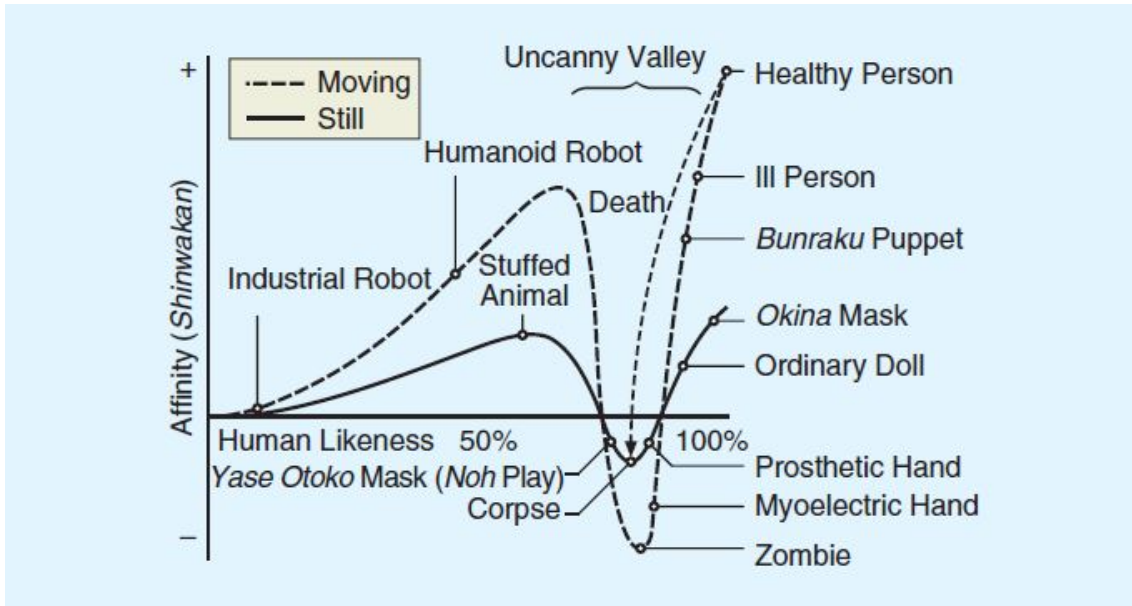 +
Moving
Still
Uncanny Valley
Healthy Person
Humanoid Robot
Death
Ill Person
Bunraku Puppet
Industrial Robot
Stuffed
Animal
Affinity (Shinwakan)
Okina Mask
Ordinary Doll
Human Likeness 50% 100%
Yase Otoko Mask (Noh Play)
Prosthetic Hand
Corpse
Myoelectric Hand
–
Zombie